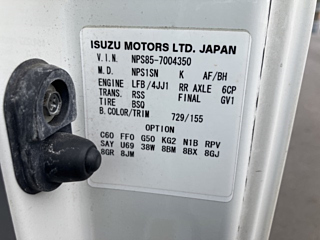 ISUZU MOTORS LTD. JAPAN
V.I.N. NPS85-7004350
M.D. NPS1SN K AF/BH
ENGINE LFB/4JJ1 RR AXLE 6CP
TRANS. RSS FINAL GV1
TIRE BSQ
B.COLOR/TRIM 729/155
OPTION
C60 FF0 G50 KG2 N1B RPV
SAY U69 38W 8BM 8BX 8GJ
8GR 8JM